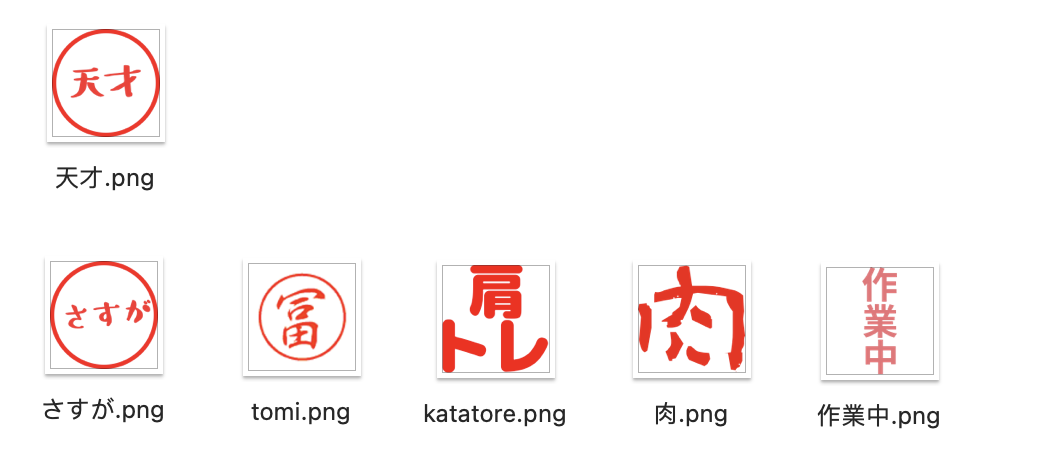 天才
天才.png
さすが
冨
肩
トレ
肉
作
業
中
さすが.png
tomi.png
katatore.png
肉.png
作業中.png